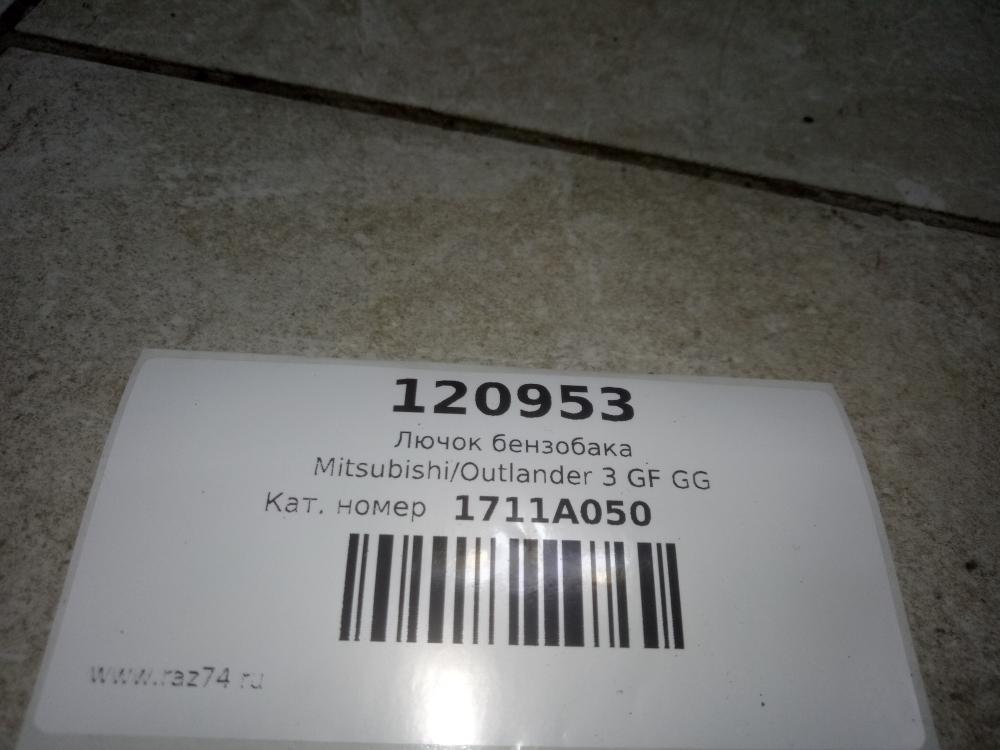 120953
Лючок бензобака
Mitsubishi/Outlander 3 GF GG
Кат. номер 1711A050
www.raz74.ru